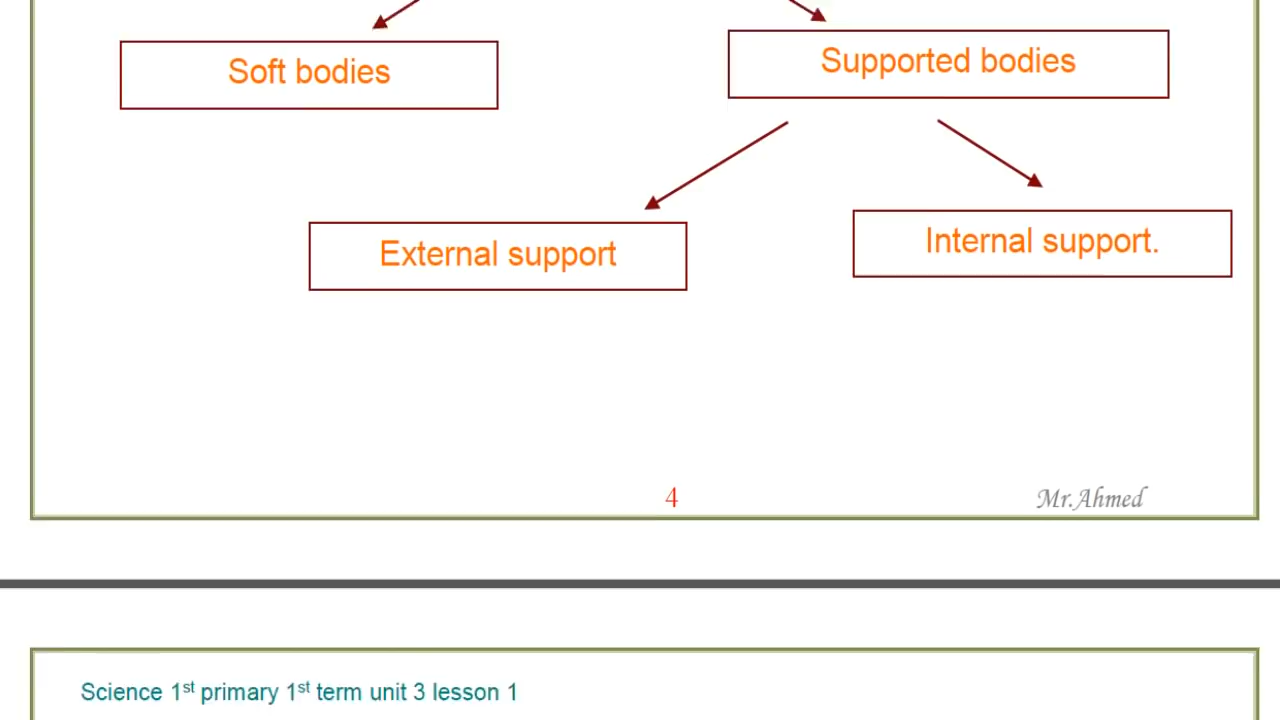 Soft bodies
Supported bodies
External support
Internal support.
4
Mr.Ahmed
Science 1st primary 1st term unit 3 lesson 1